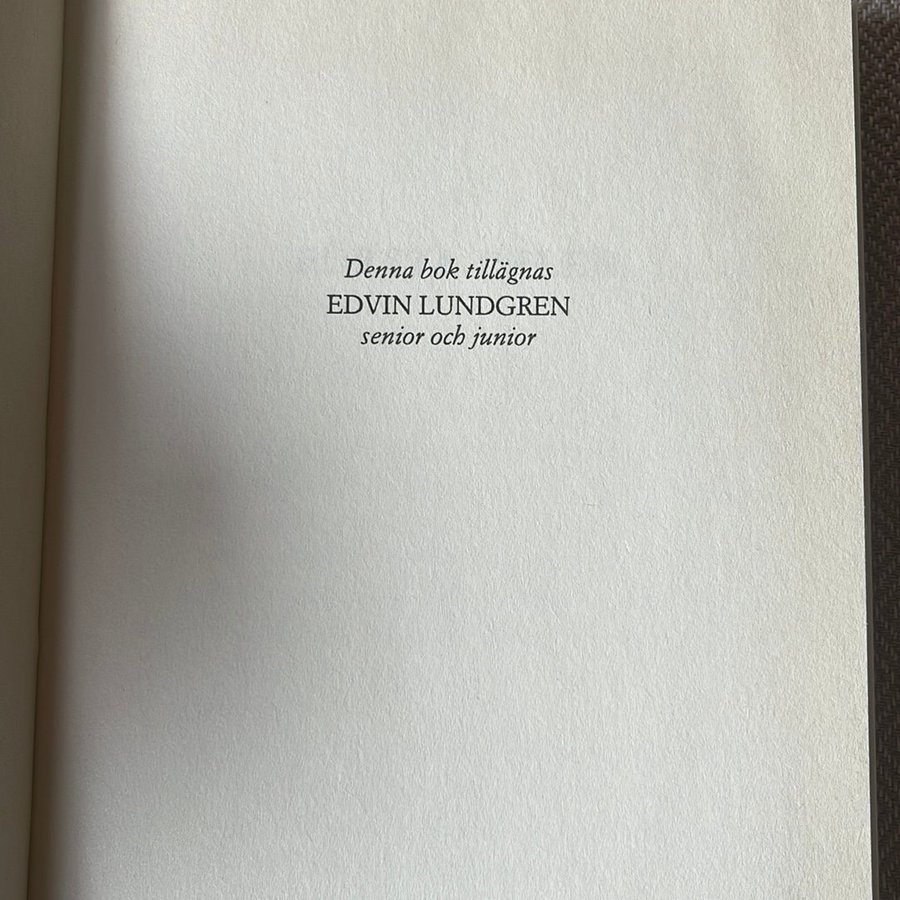 Denna bok tillägnas
EDVIN LUNDGREN
senior och junior